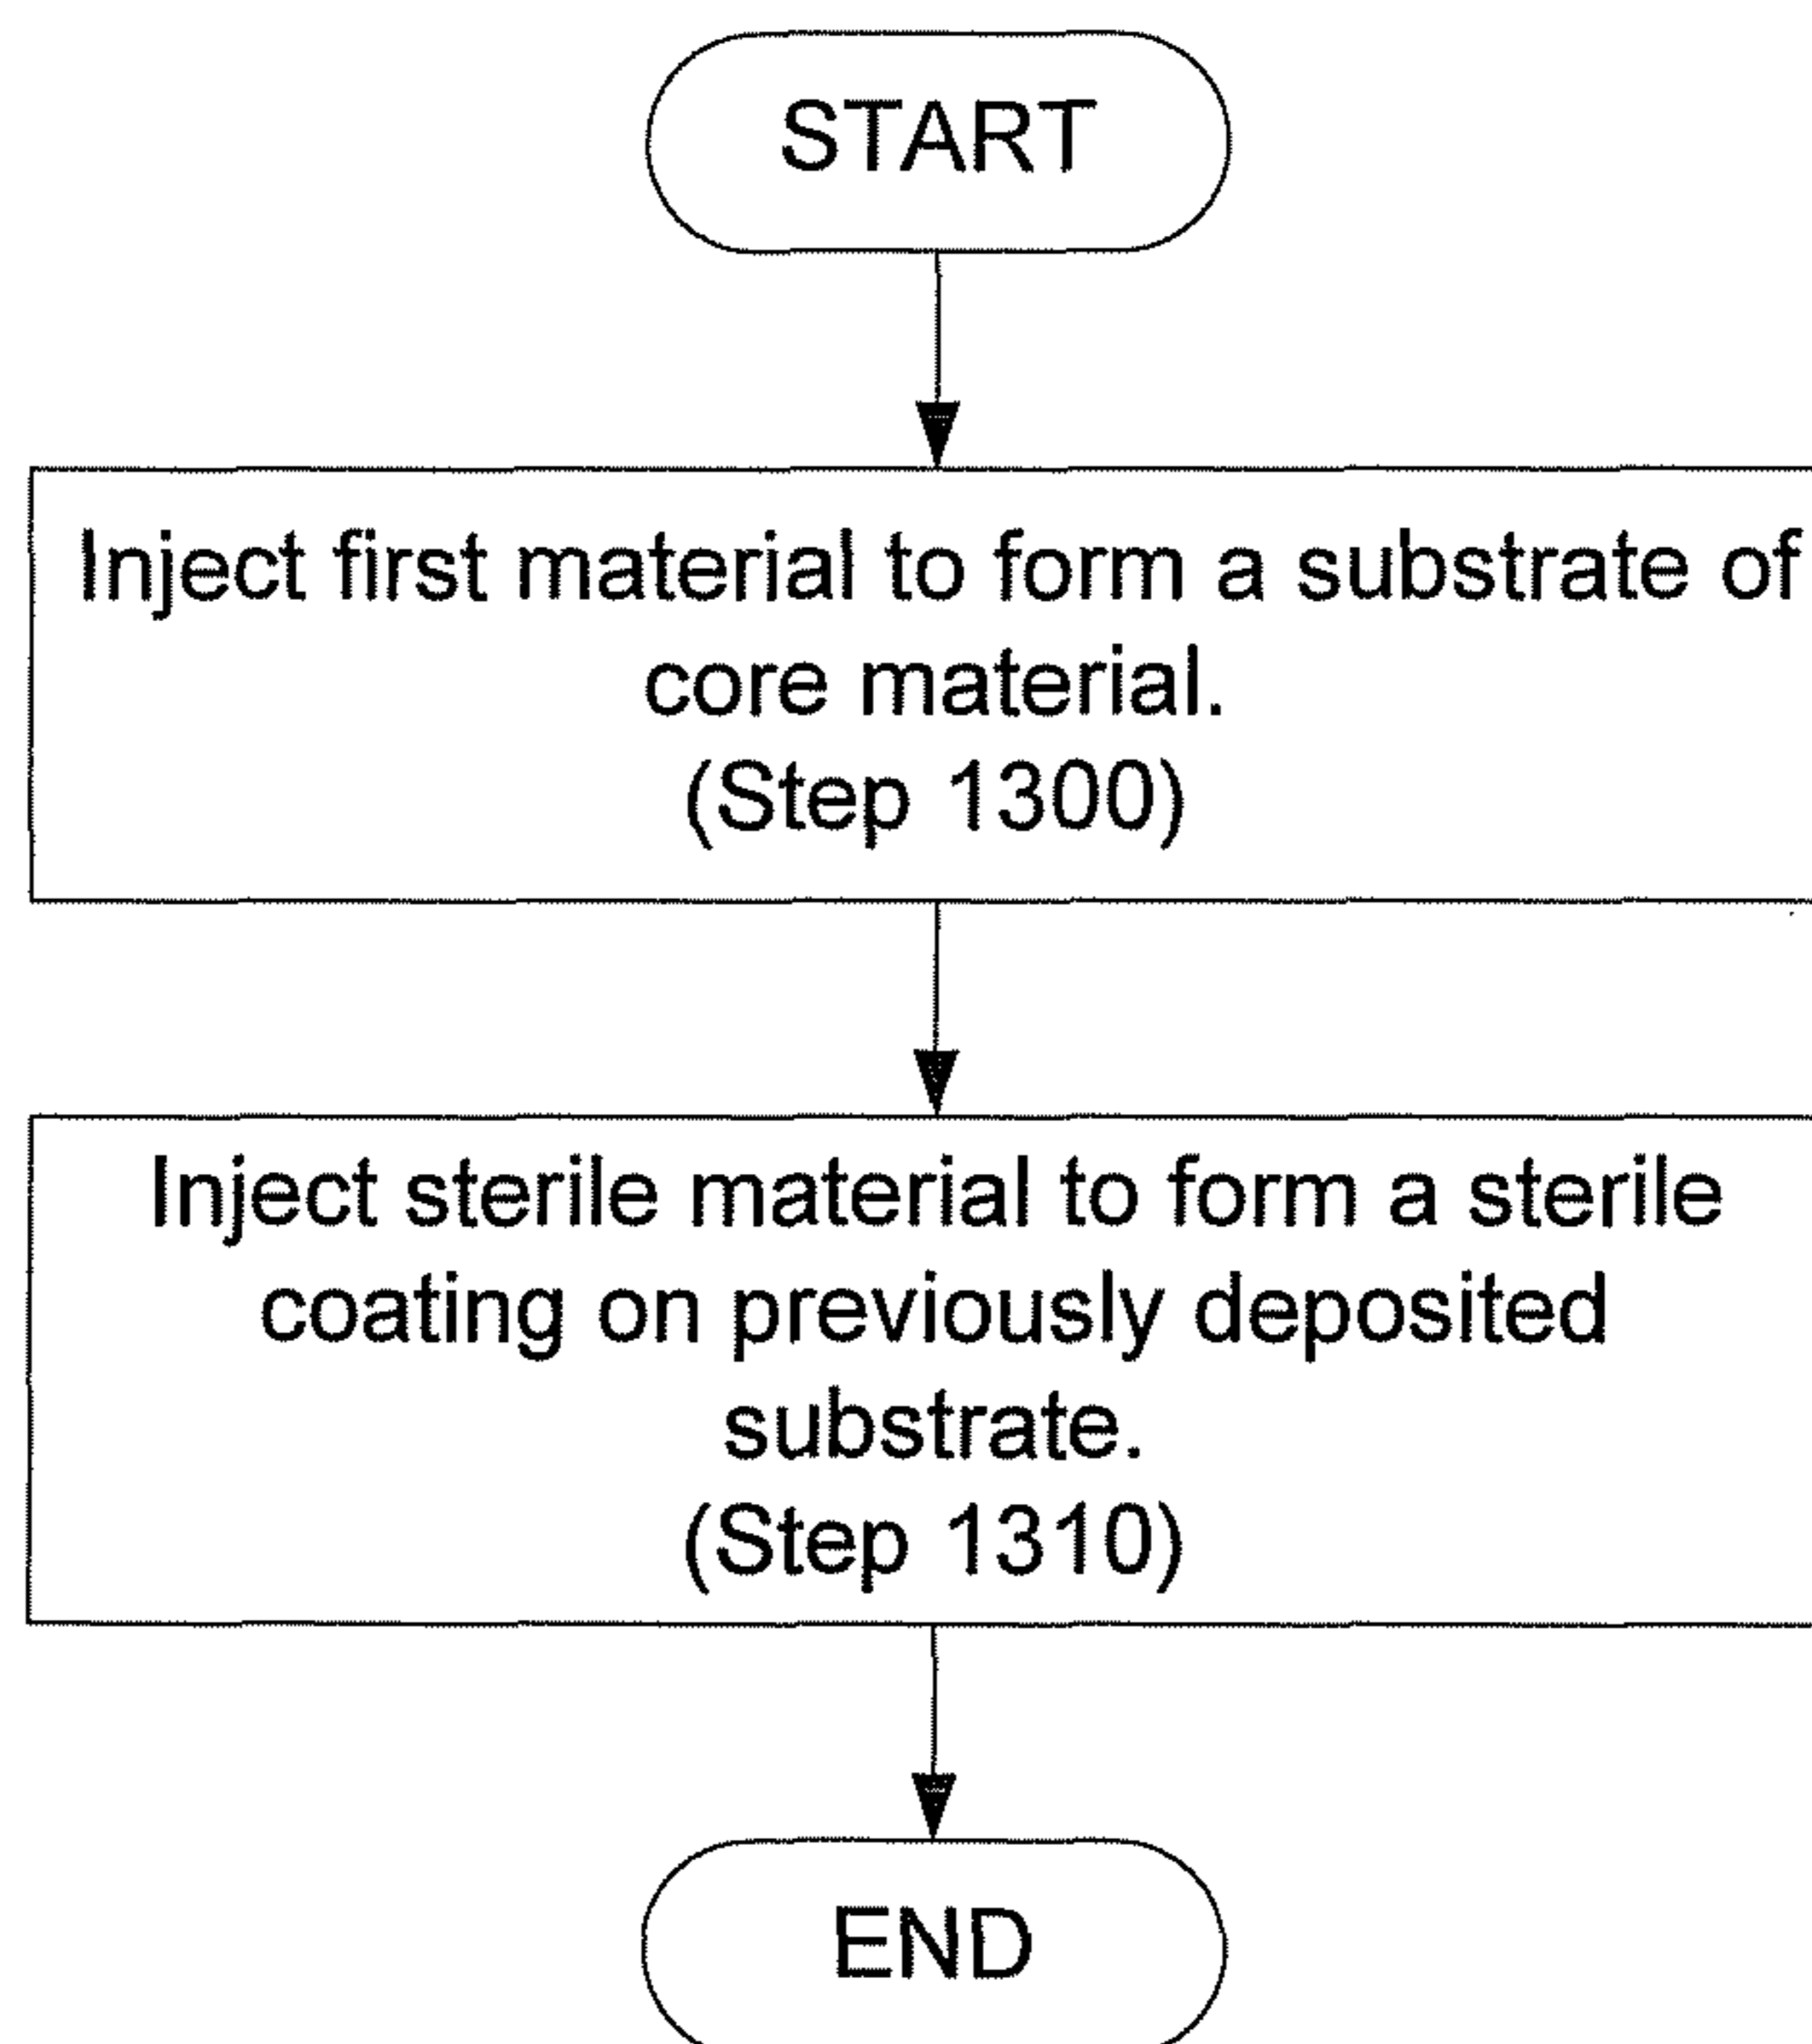 START
Inject first material to form a substrate of
core material.
(Step 1300)
Inject sterile material to form a sterile
coating on previously deposited
substrate.
(Step 1310)
END